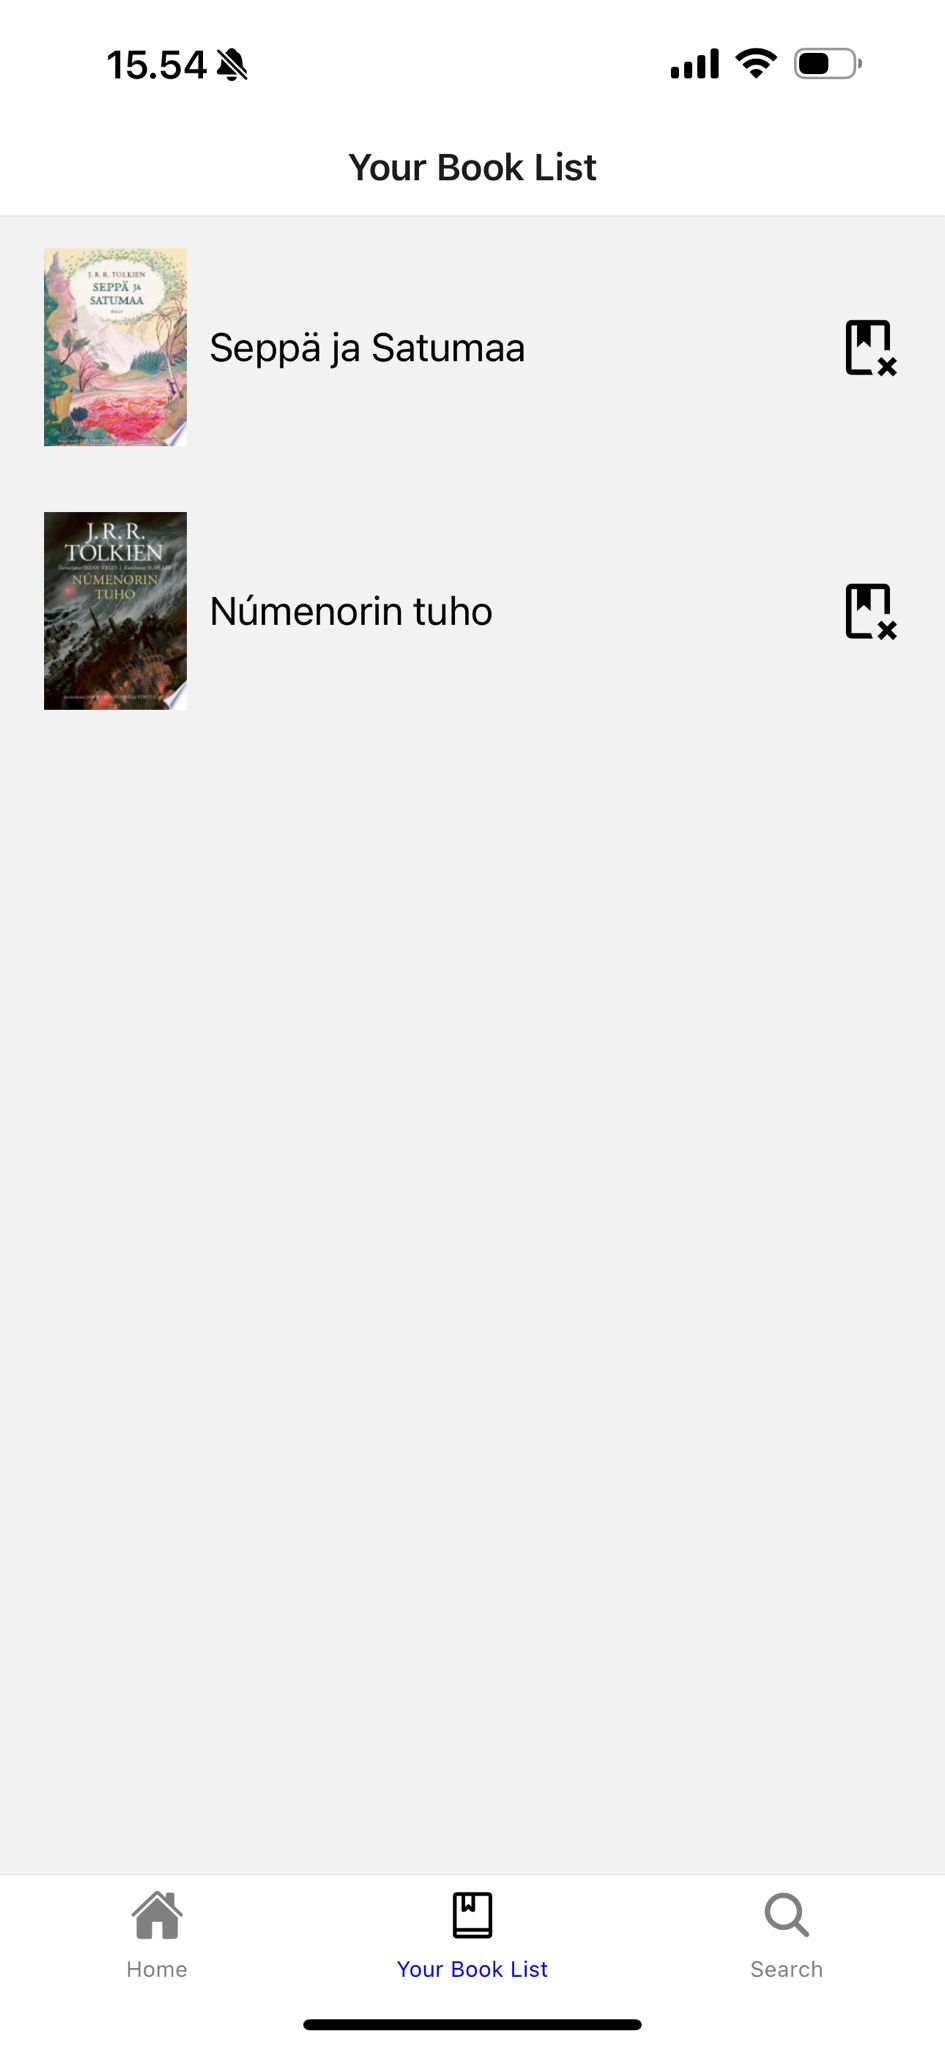 15.54
Your Book List
J. R. R. TOLKIEN
SEPPÄ JA
SATUMAA
Seppä ja Satumaa
J. R. R.
TOLKIEN
NÚMENORIN
TUHO
Númenorin tuho
Home
Your Book List
Search